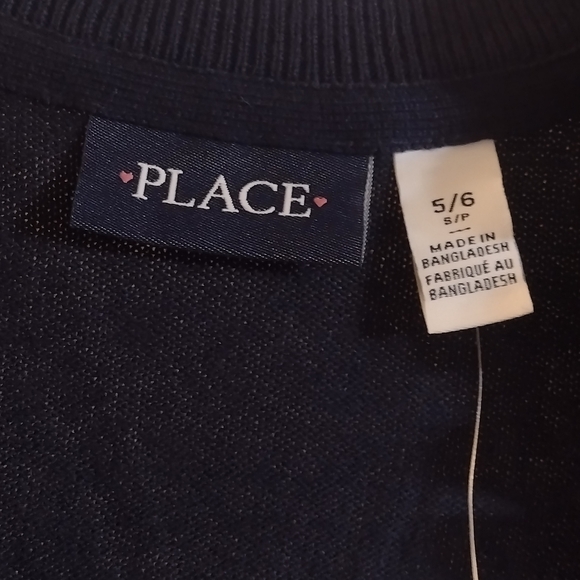 PLACE
5/6
S/P
MADE IN
BANGLADESH
FABRIQUÉ AU
BANGLADESH